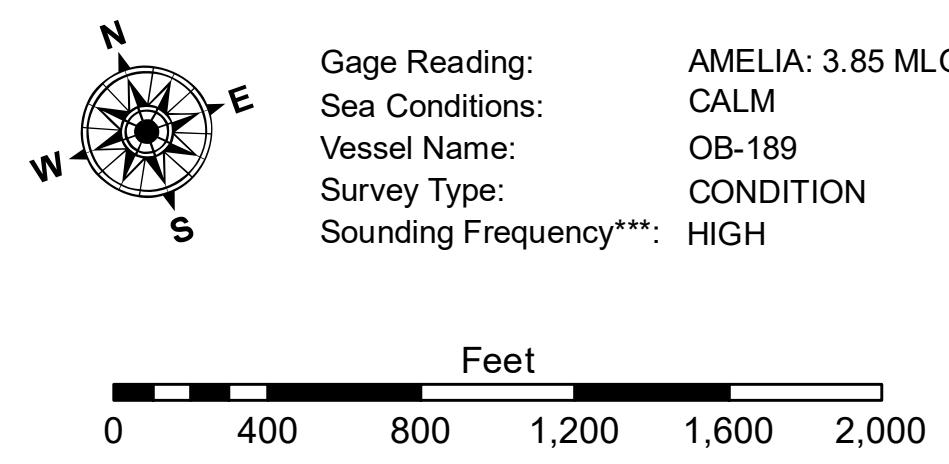 N
E
W
S
Gage Reading: AMELIA: 3.85
Sea Conditions: CALM
Vessel Name: OB-189
Survey Type: CONDITION
Sounding Frequency***: HIGH
Feet
0 400 800 1,200 1,600 2,000